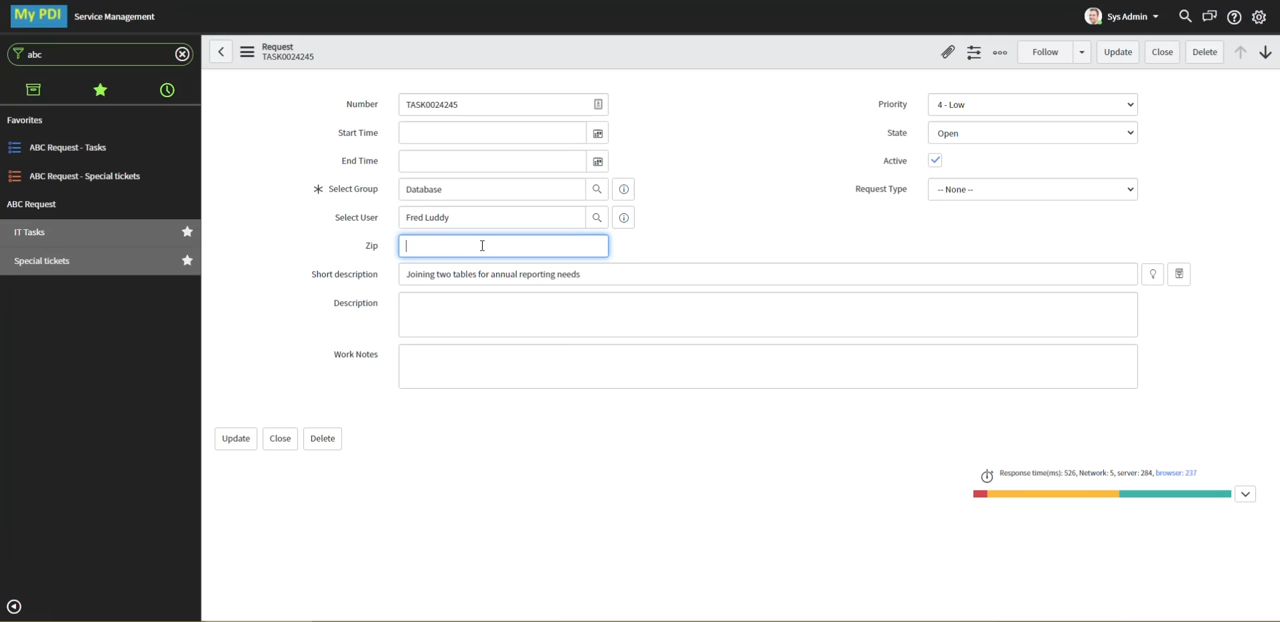 My PDI Service Management Sys Admin
abc
Request
TASK0024245
Follow Update Close Delete
Favorites
ABC Request - Tasks
ABC Request - Special tickets
ABC Request
IT Tasks
Special tickets
Number TASK0024245
Start Time
End Time
Select Group Database
Select User Fred Luddy
Zip
Short description Joining two tables for annual reporting needs
Description
Work Notes
Priority 4 - Low
State Open
Active
Request Type -- None --
Update Close Delete
Response time(ms): 526, Network: 5, server: 284, browser: 237